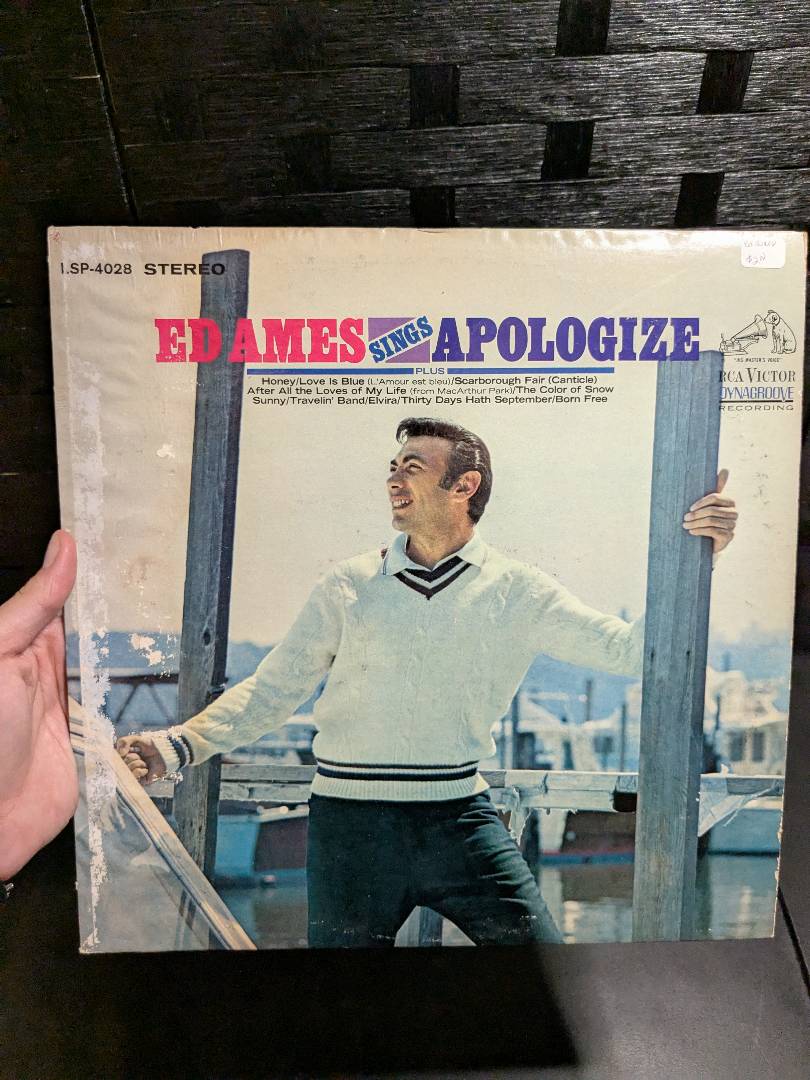 LSP-4028 STEREO
ED AMES SINGS APOLOGIZE
PLUS
Honey/Love Is Blue (L'Amour est bleu)/Scarborough Fair (Canticle)
After All the Loves of My Life (from MacArthur Park)/The Color of Snow
Sunny/Travelin' Band/Elvira/Thirty Days Hath September/Born Free
"HIS MASTER'S VOICE"
RCA VICTOR
DYNAGROOVE
RECORDING